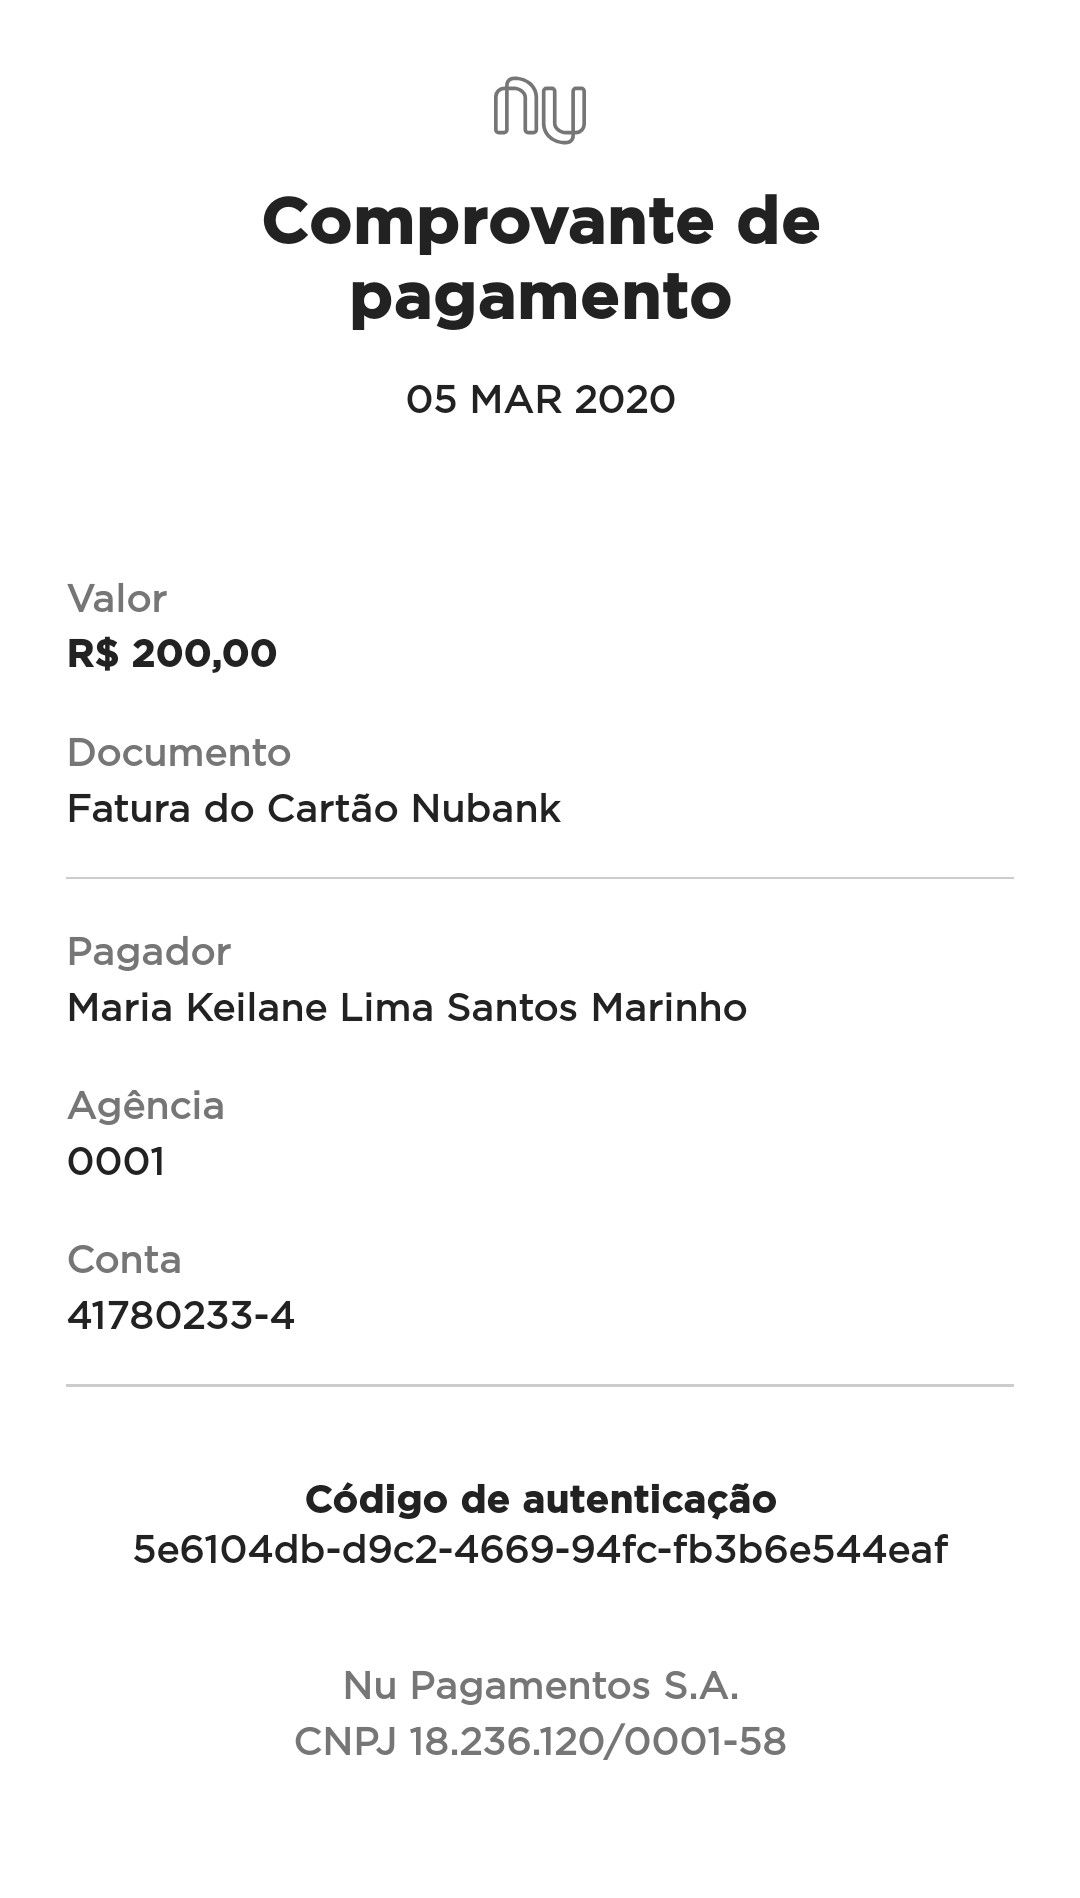 nu
Comprovante de
pagamento
05 MAR 2020
Valor
R$ 200,00
Documento
Fatura do Cartão Nubank
Pagador
Maria Keilane Lima Santos Marinho
Agência
0001
Conta
41780233-4
Código de autenticação
5e6104db-d9c2-4669-94fc-fb3b6e544eaf
Nu Pagamentos S.A.
CNPJ 18.236.120/0001-58